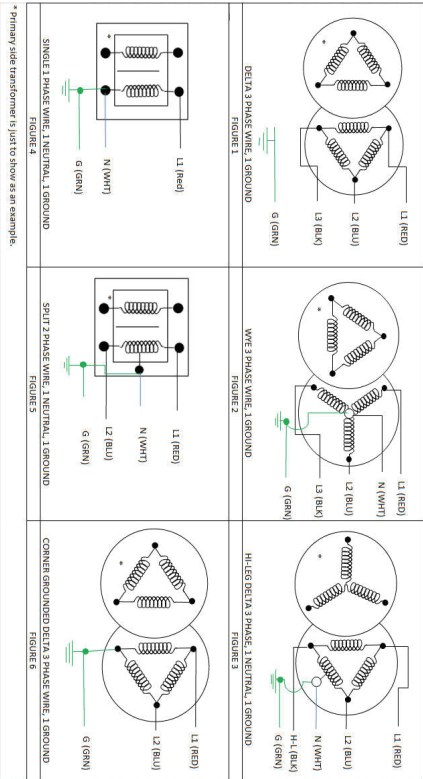 *
L1 (RED)
L2 (BLU)
L3 (BLK)
G (GRN)
DELTA 3 PHASE WIRE, 1 GROUND
FIGURE 1
*
L1 (RED)
N (WHT)
L2 (BLU)
L3 (BLK)
G (GRN)
WYE 3 PHASE WIRE, 1 GROUND
FIGURE 2
*
L1 (RED)
L2 (BLU)
N (WHT)
H-L (BLK)
G (GRN)
HI-LEG DELTA 3 PHASE, 1 NEUTRAL, 1 GROUND
FIGURE 3
*
L1 (Red)
N (WHT)
G (GRN)
SINGLE 1 PHASE WIRE, 1 NEUTRAL, 1 GROUND
FIGURE 4
*
L1 (RED)
N (WHT)
L2 (BLU)
G (GRN)
SPLIT 2 PHASE WIRE, 1 NEUTRAL, 1 GROUND
FIGURE 5
*
L1 (RED)
L2 (BLU)
G (GRN)
CORNER GROUNDED DELTA 3 PHASE WIRE, 1 GROUND
FIGURE 6
* Primary side transformer is just to show as an example.